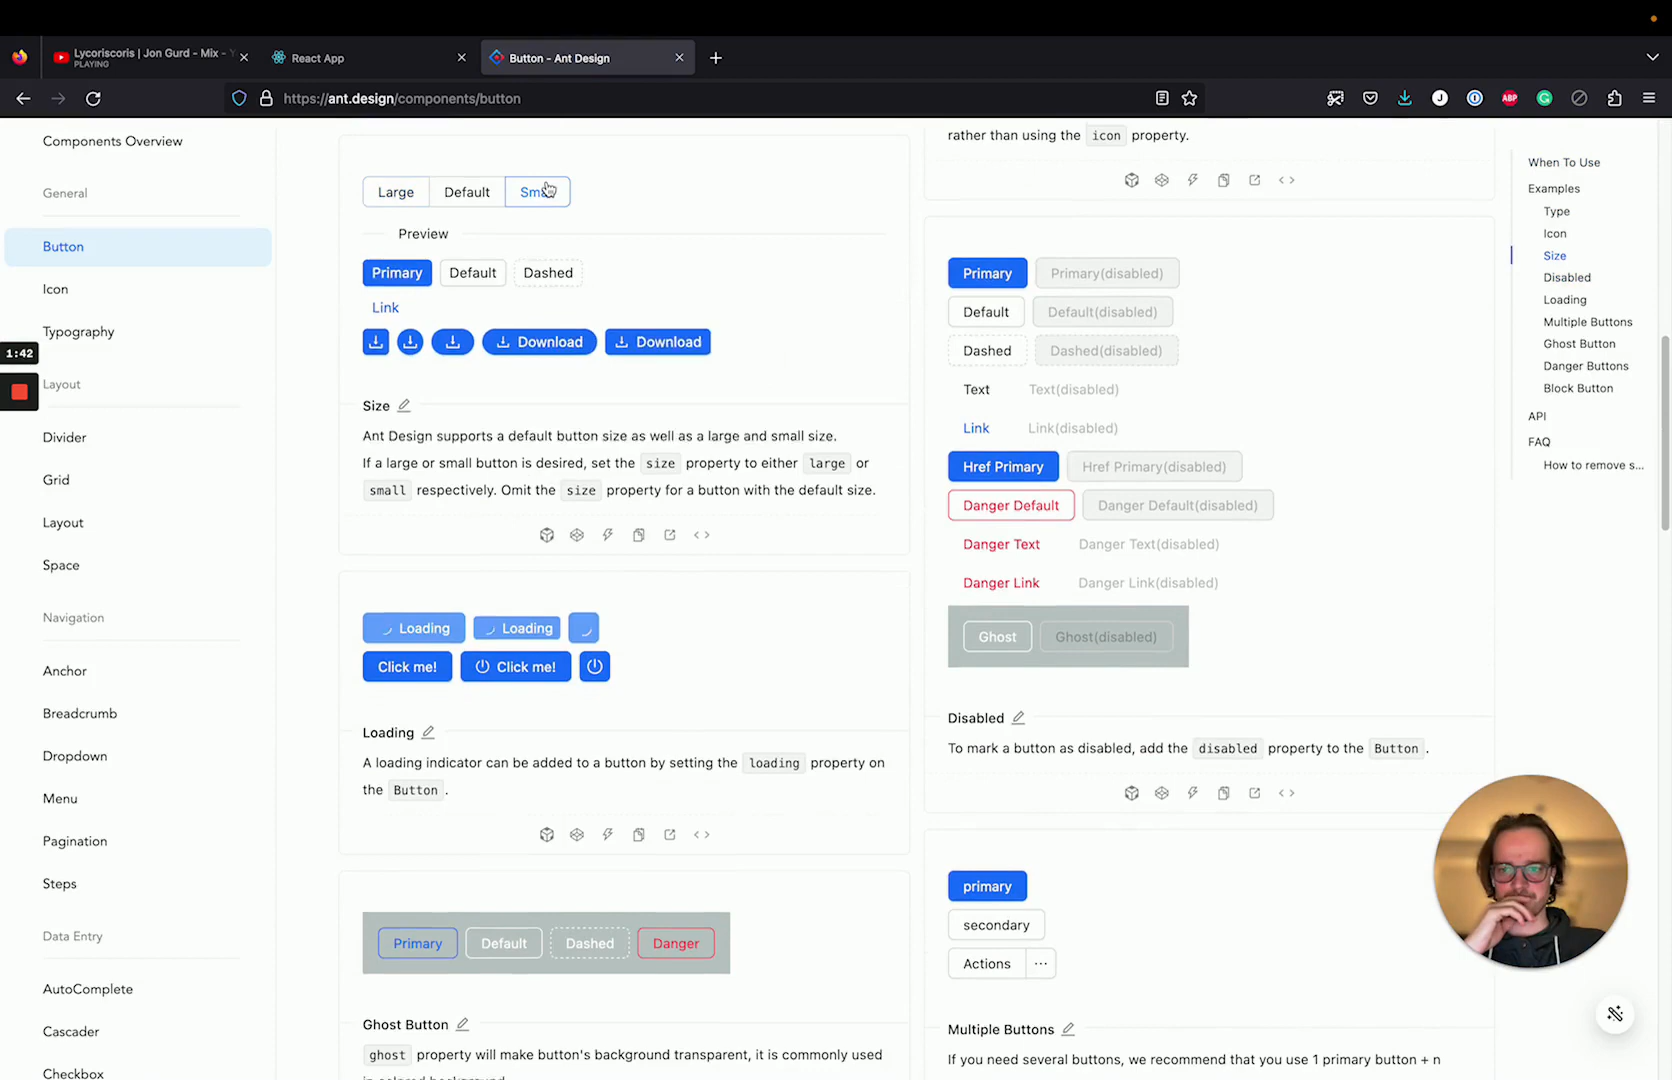 Lycoriscoris | Jon Gurd - Mix -
PLAYING
React App
Button - Ant Design
https://ant.design/components/button
J
ABP
Components Overview
General
Button
Icon
Typography
1:42
Layout
Divider
Grid
Layout
Space
Navigation
Anchor
Breadcrumb
Dropdown
Menu
Pagination
Steps
Data Entry
AutoComplete
Cascader
Checkbox
Large
Default
Preview
Primary
Default
Dashed
Link
Download
Download
Size
Ant Design supports a default button size as well as a large and small size.
If a large or small button is desired, set the size property to either large or
small respectively. Omit the size property for a button with the default size.
Loading
Loading
Click me!
Click me!
Loading
A loading indicator can be added to a button by setting the loading property on
the Button .
Primary
Default
Dashed
Danger
Ghost Button
ghost property will make button's background transparent, it is commonly used
rather than using the icon property.
Primary
Primary(disabled)
Default
Default(disabled)
Dashed
Dashed(disabled)
Text
Text(disabled)
Link
Link(disabled)
Href Primary
Href Primary(disabled)
Danger Default
Danger Default(disabled)
Danger Text
Danger Text(disabled)
Danger Link
Danger Link(disabled)
Ghost
Ghost(disabled)
Disabled
To mark a button as disabled, add the disabled property to the Button .
primary
secondary
Actions
Multiple Buttons
If you need several buttons, we recommend that you use 1 primary button + n
When To Use
Examples
Type
Icon
Size
Disabled
Loading
Multiple Buttons
Ghost Button
Danger Buttons
Block Button
API
FAQ
How to remove s...